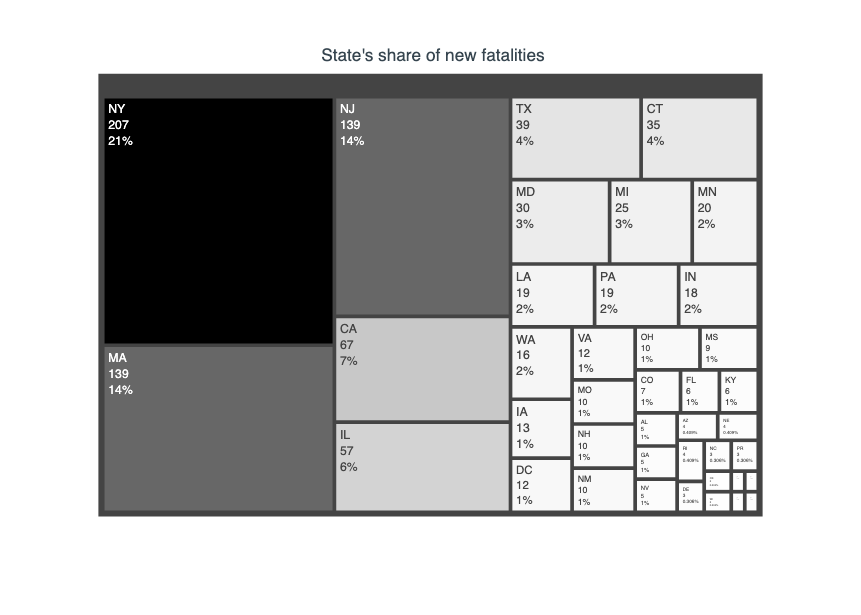 State's share of new fatalities
NY
207
21%
MA
139
14%
NJ
139
14%
CA
67
7%
IL
57
6%
TX
39
4%
CT
35
4%
MD
30
3%
MI
25
3%
MN
20
2%
LA
19
2%
PA
19
2%
IN
18
2%
WA
16
2%
IA
13
1%
DC
12
1%
VA
12
1%
MO
10
1%
NH
10
1%
NM
10
1%
OH
10
1%
MS
9
1%
CO
7
1%
FL
6
1%
KY
6
1%
AL
5
1%
GA
5
1%
NV
5
1%
AZ
4
0.409%
NE
4
0.409%
RI
4
0.409%
DE
3
0.306%
NC
3
0.306%
PR
3
0.306%